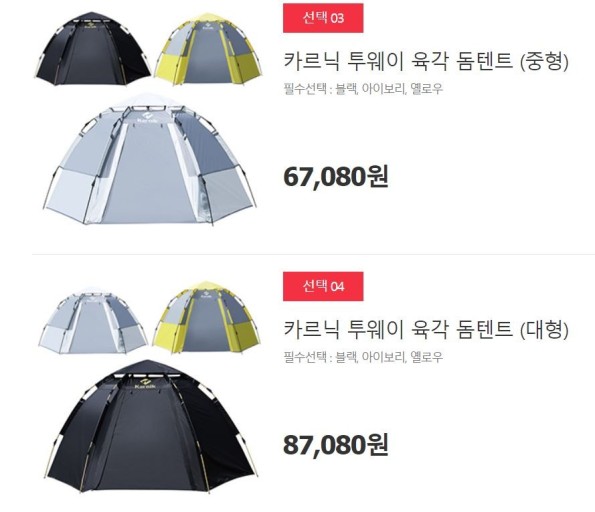 선택 03
카르닉 투웨이 육각 돔텐트 (중형)
필수선택 : 블랙, 아이보리, 옐로우
67,080원
선택 04
카르닉 투웨이 육각 돔텐트 (대형)
필수선택 : 블랙, 아이보리, 옐로우
87,080원